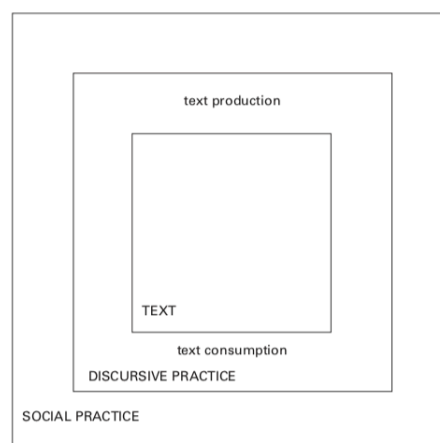 text production
TEXT
text consumption
DISCURSIVE PRACTICE
SOCIAL PRACTICE